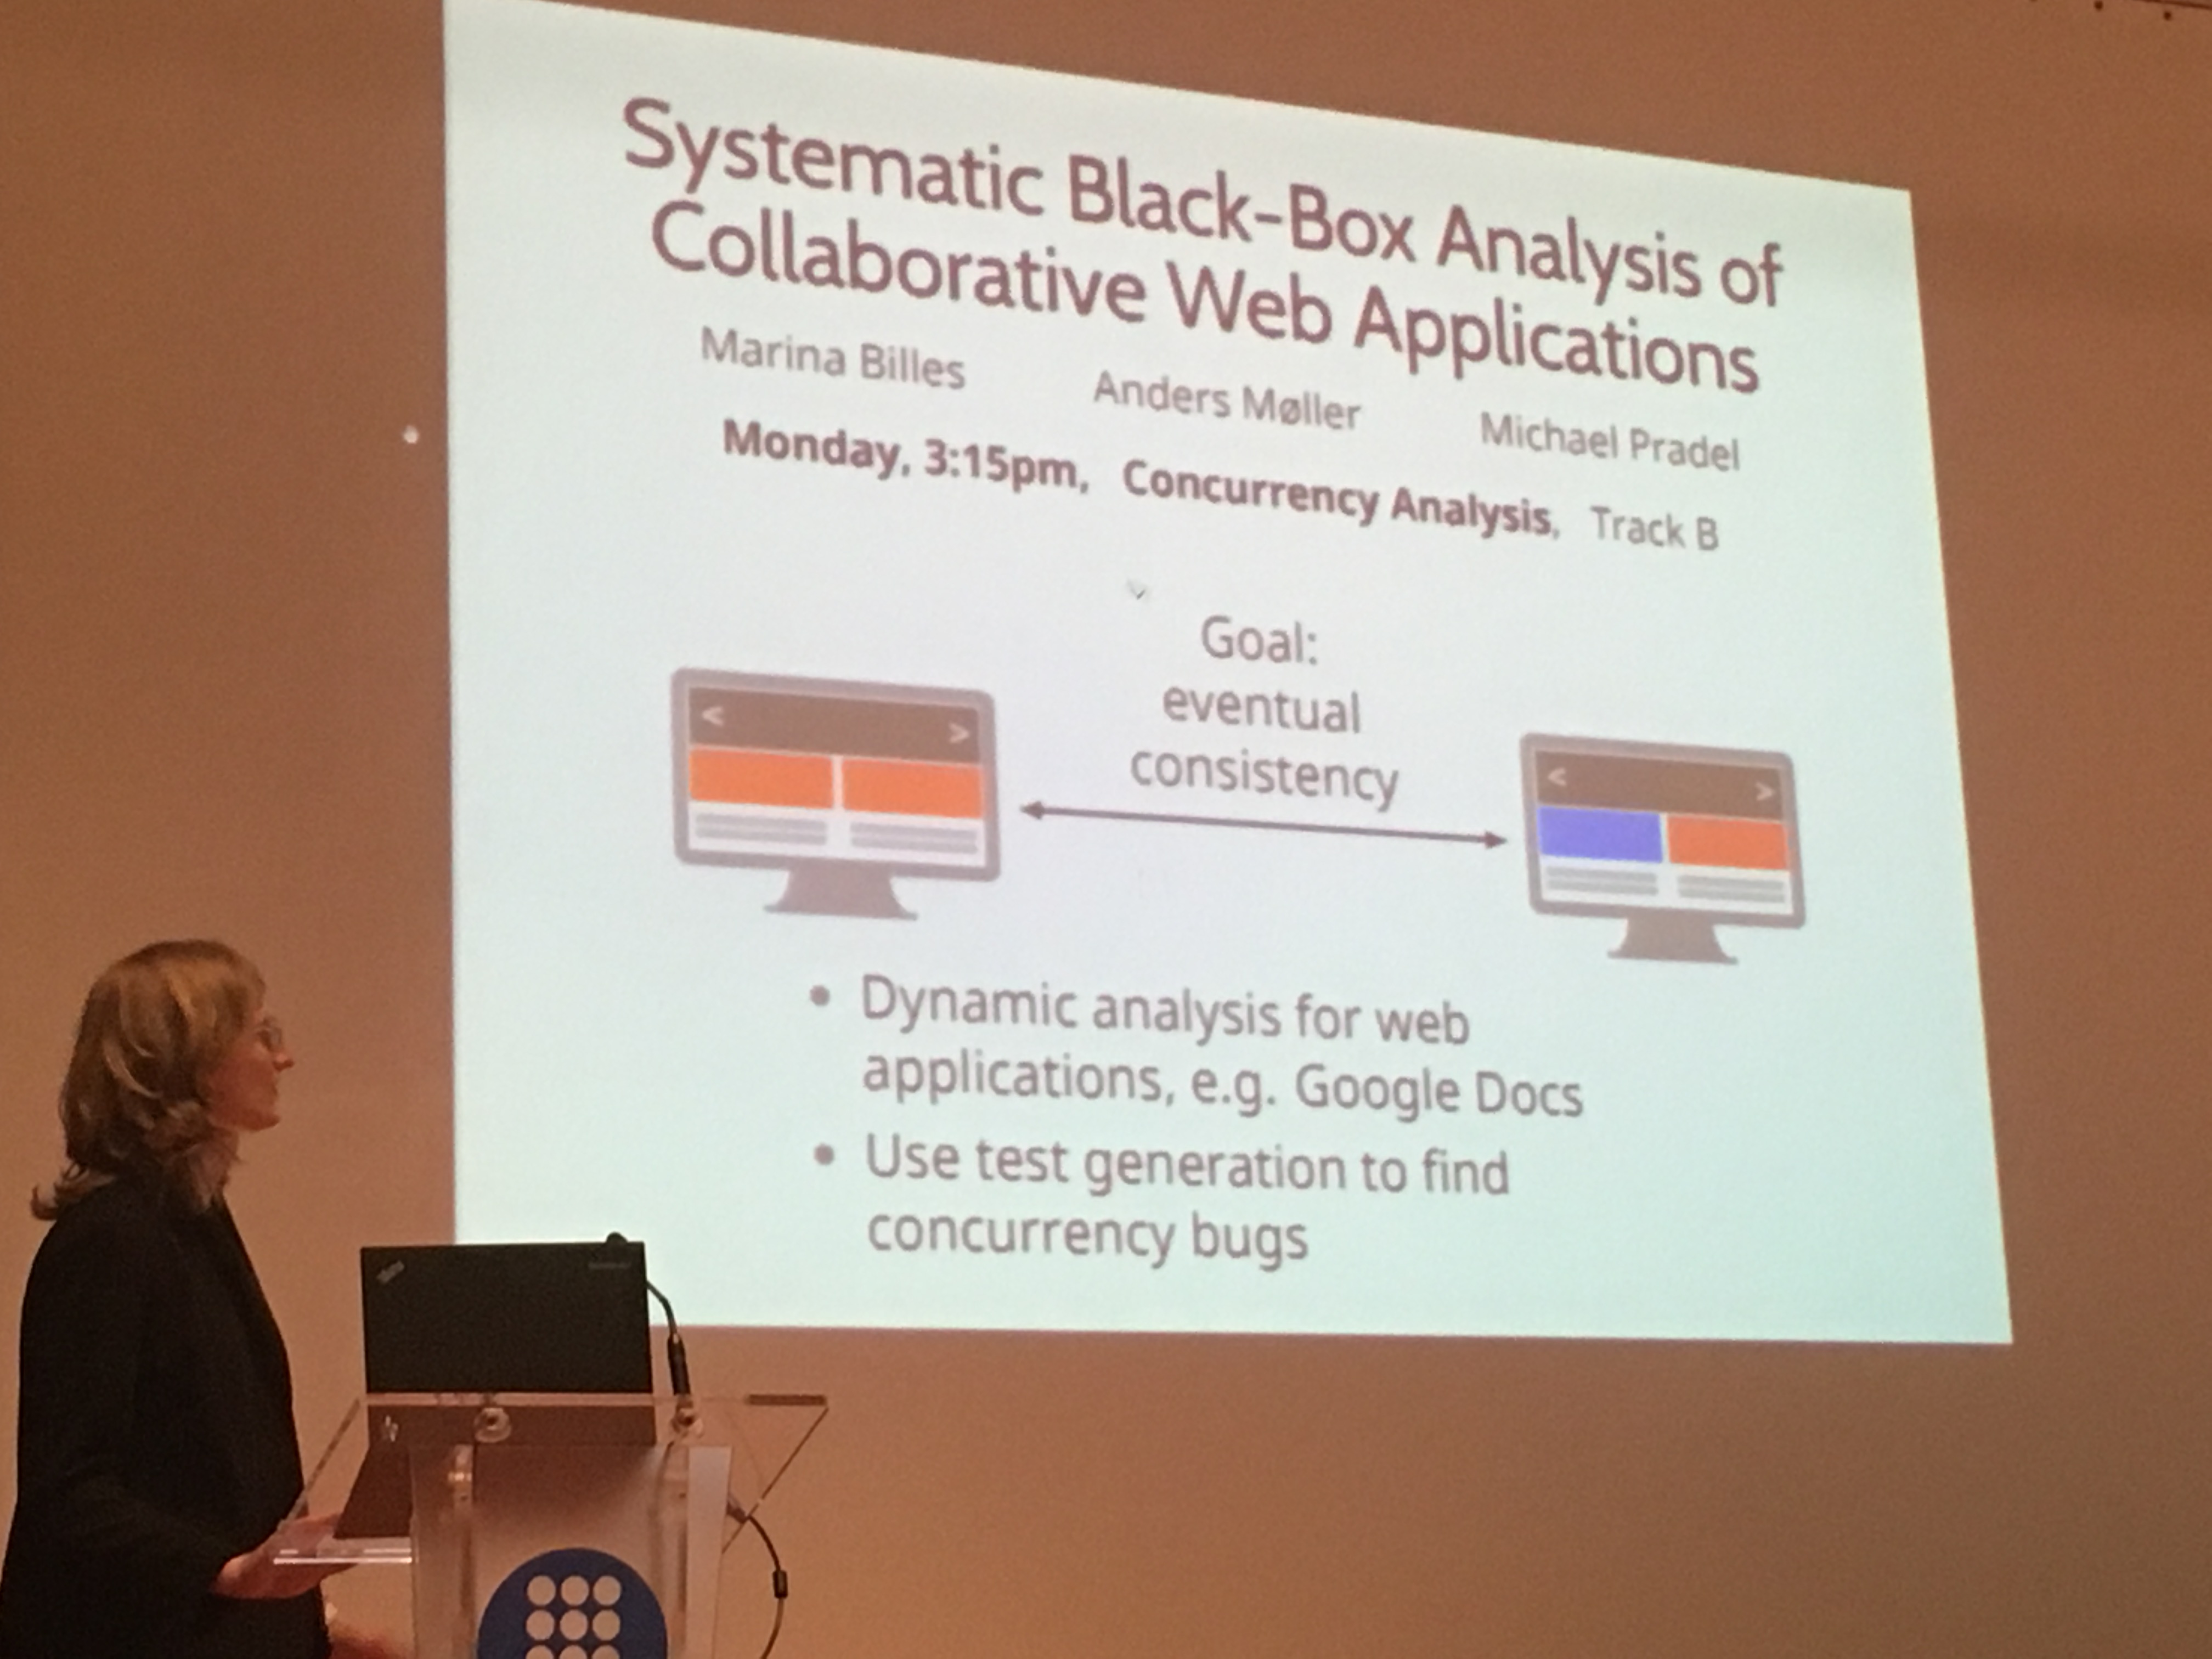 Systematic Black-Box Analysis of
Collaborative Web Applications
Marina Billes Anders Møller Michael Pradel
Monday, 3:15pm, Concurrency Analysis, Track B
Goal:
eventual
consistency
< >
< >
• Dynamic analysis for web
applications, e.g. Google Docs
• Use test generation to find
concurrency bugs